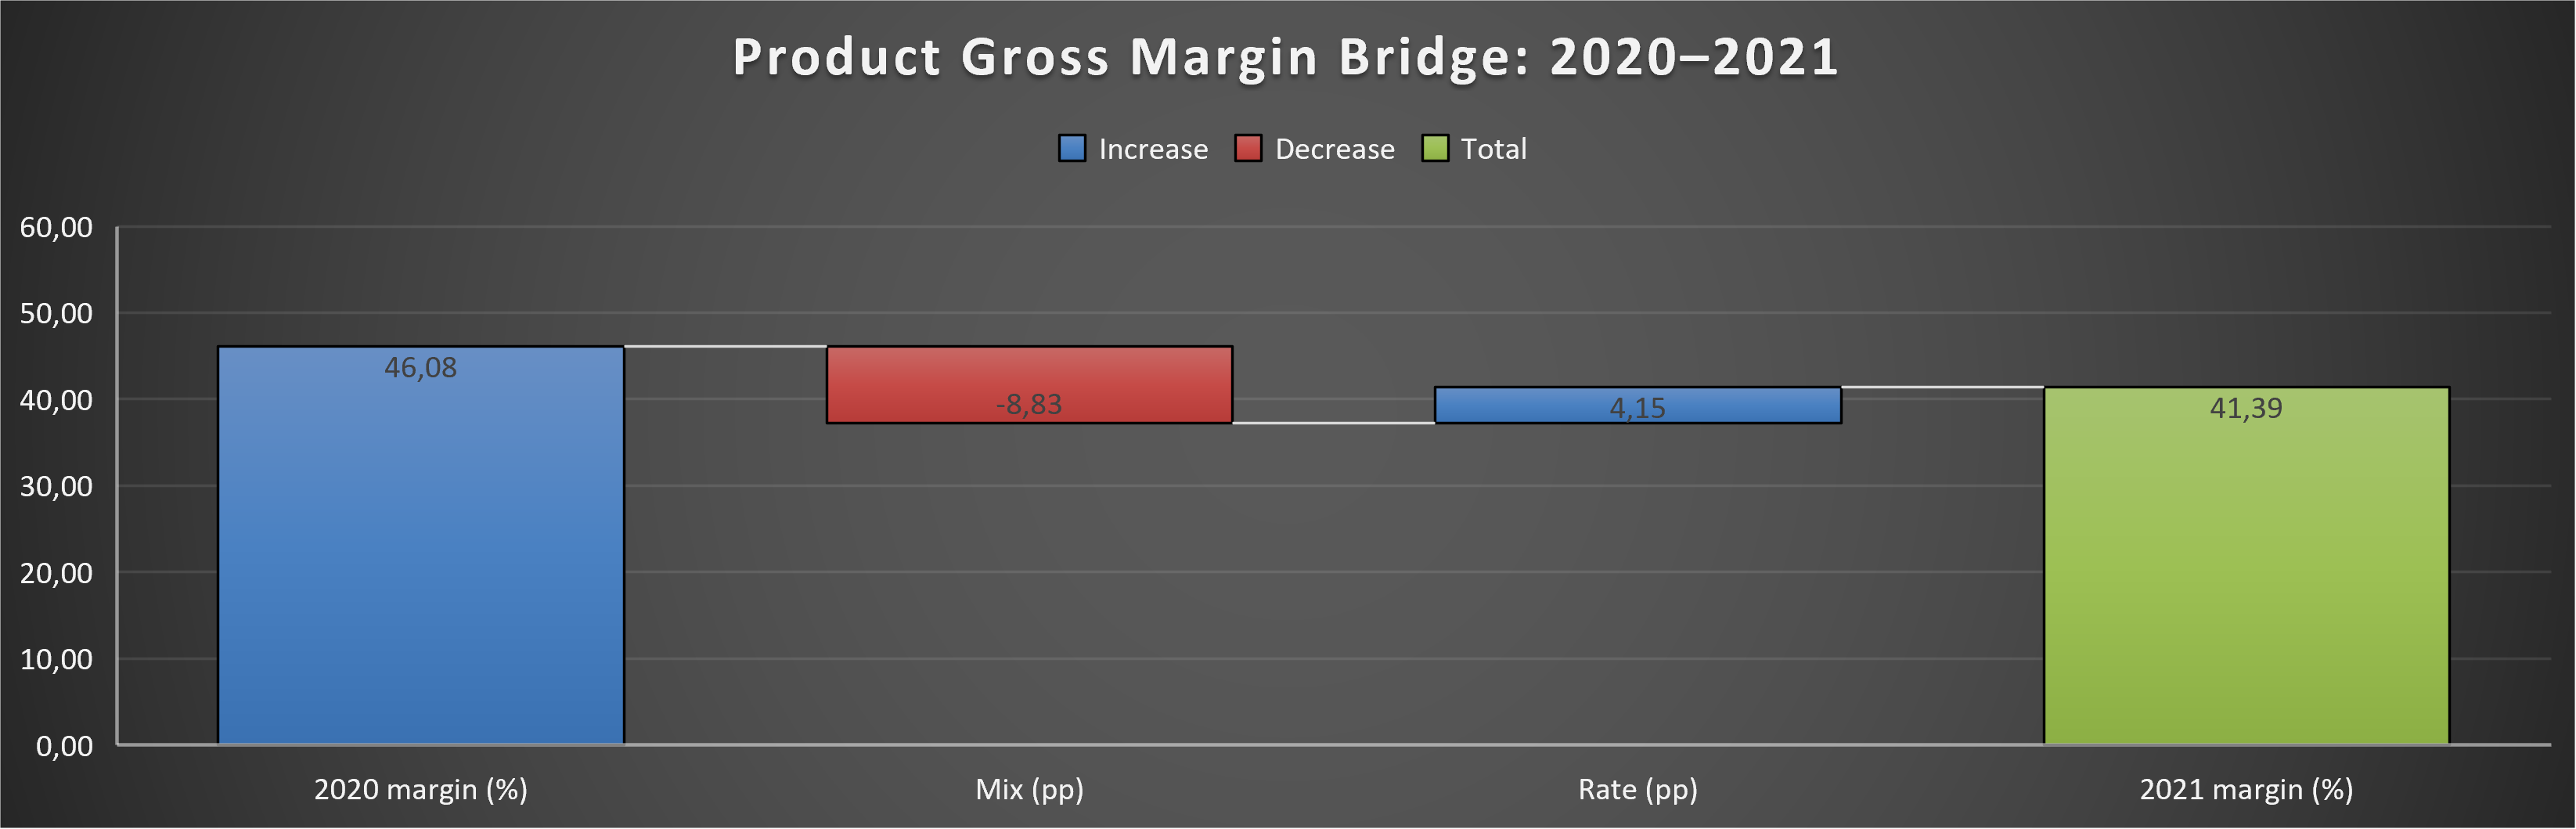 Product Gross Margin Bridge: 2020–2021
Increase Decrease Total
60,00
50,00
40,00
30,00
20,00
10,00
0,00
46,08
-8,83
4,15
41,39
2020 margin (%)
Mix (pp)
Rate (pp)
2021 margin (%)